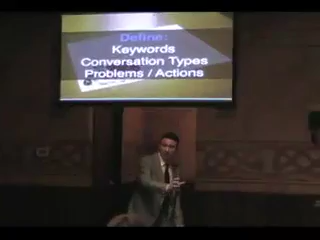 Define:
Keywords
Conversation Types
Problems / Actions